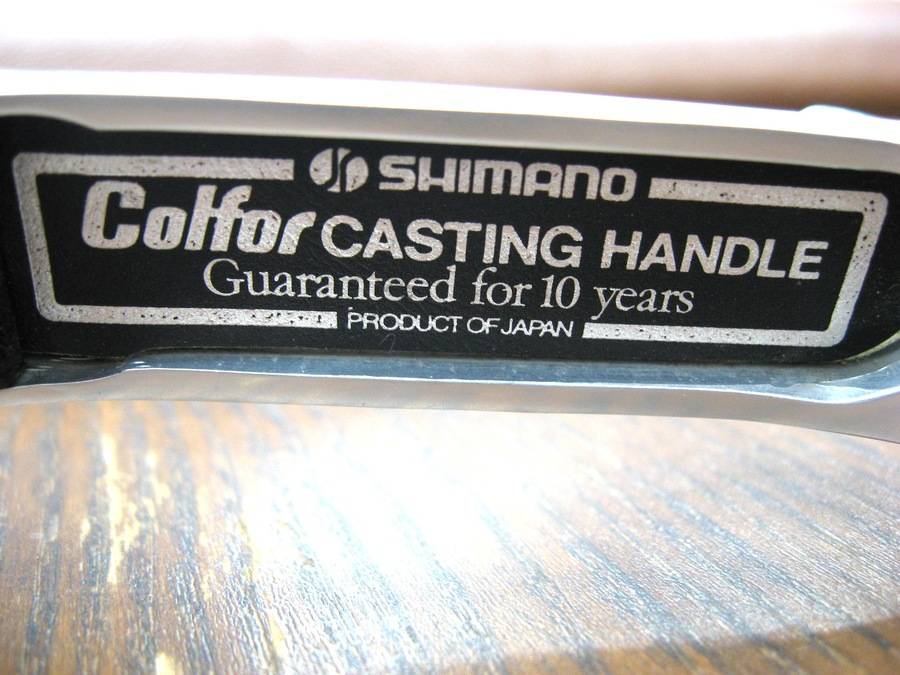 SHIMANO
Colfor CASTING HANDLE
Guaranteed for 10 years
PRODUCT OF JAPAN